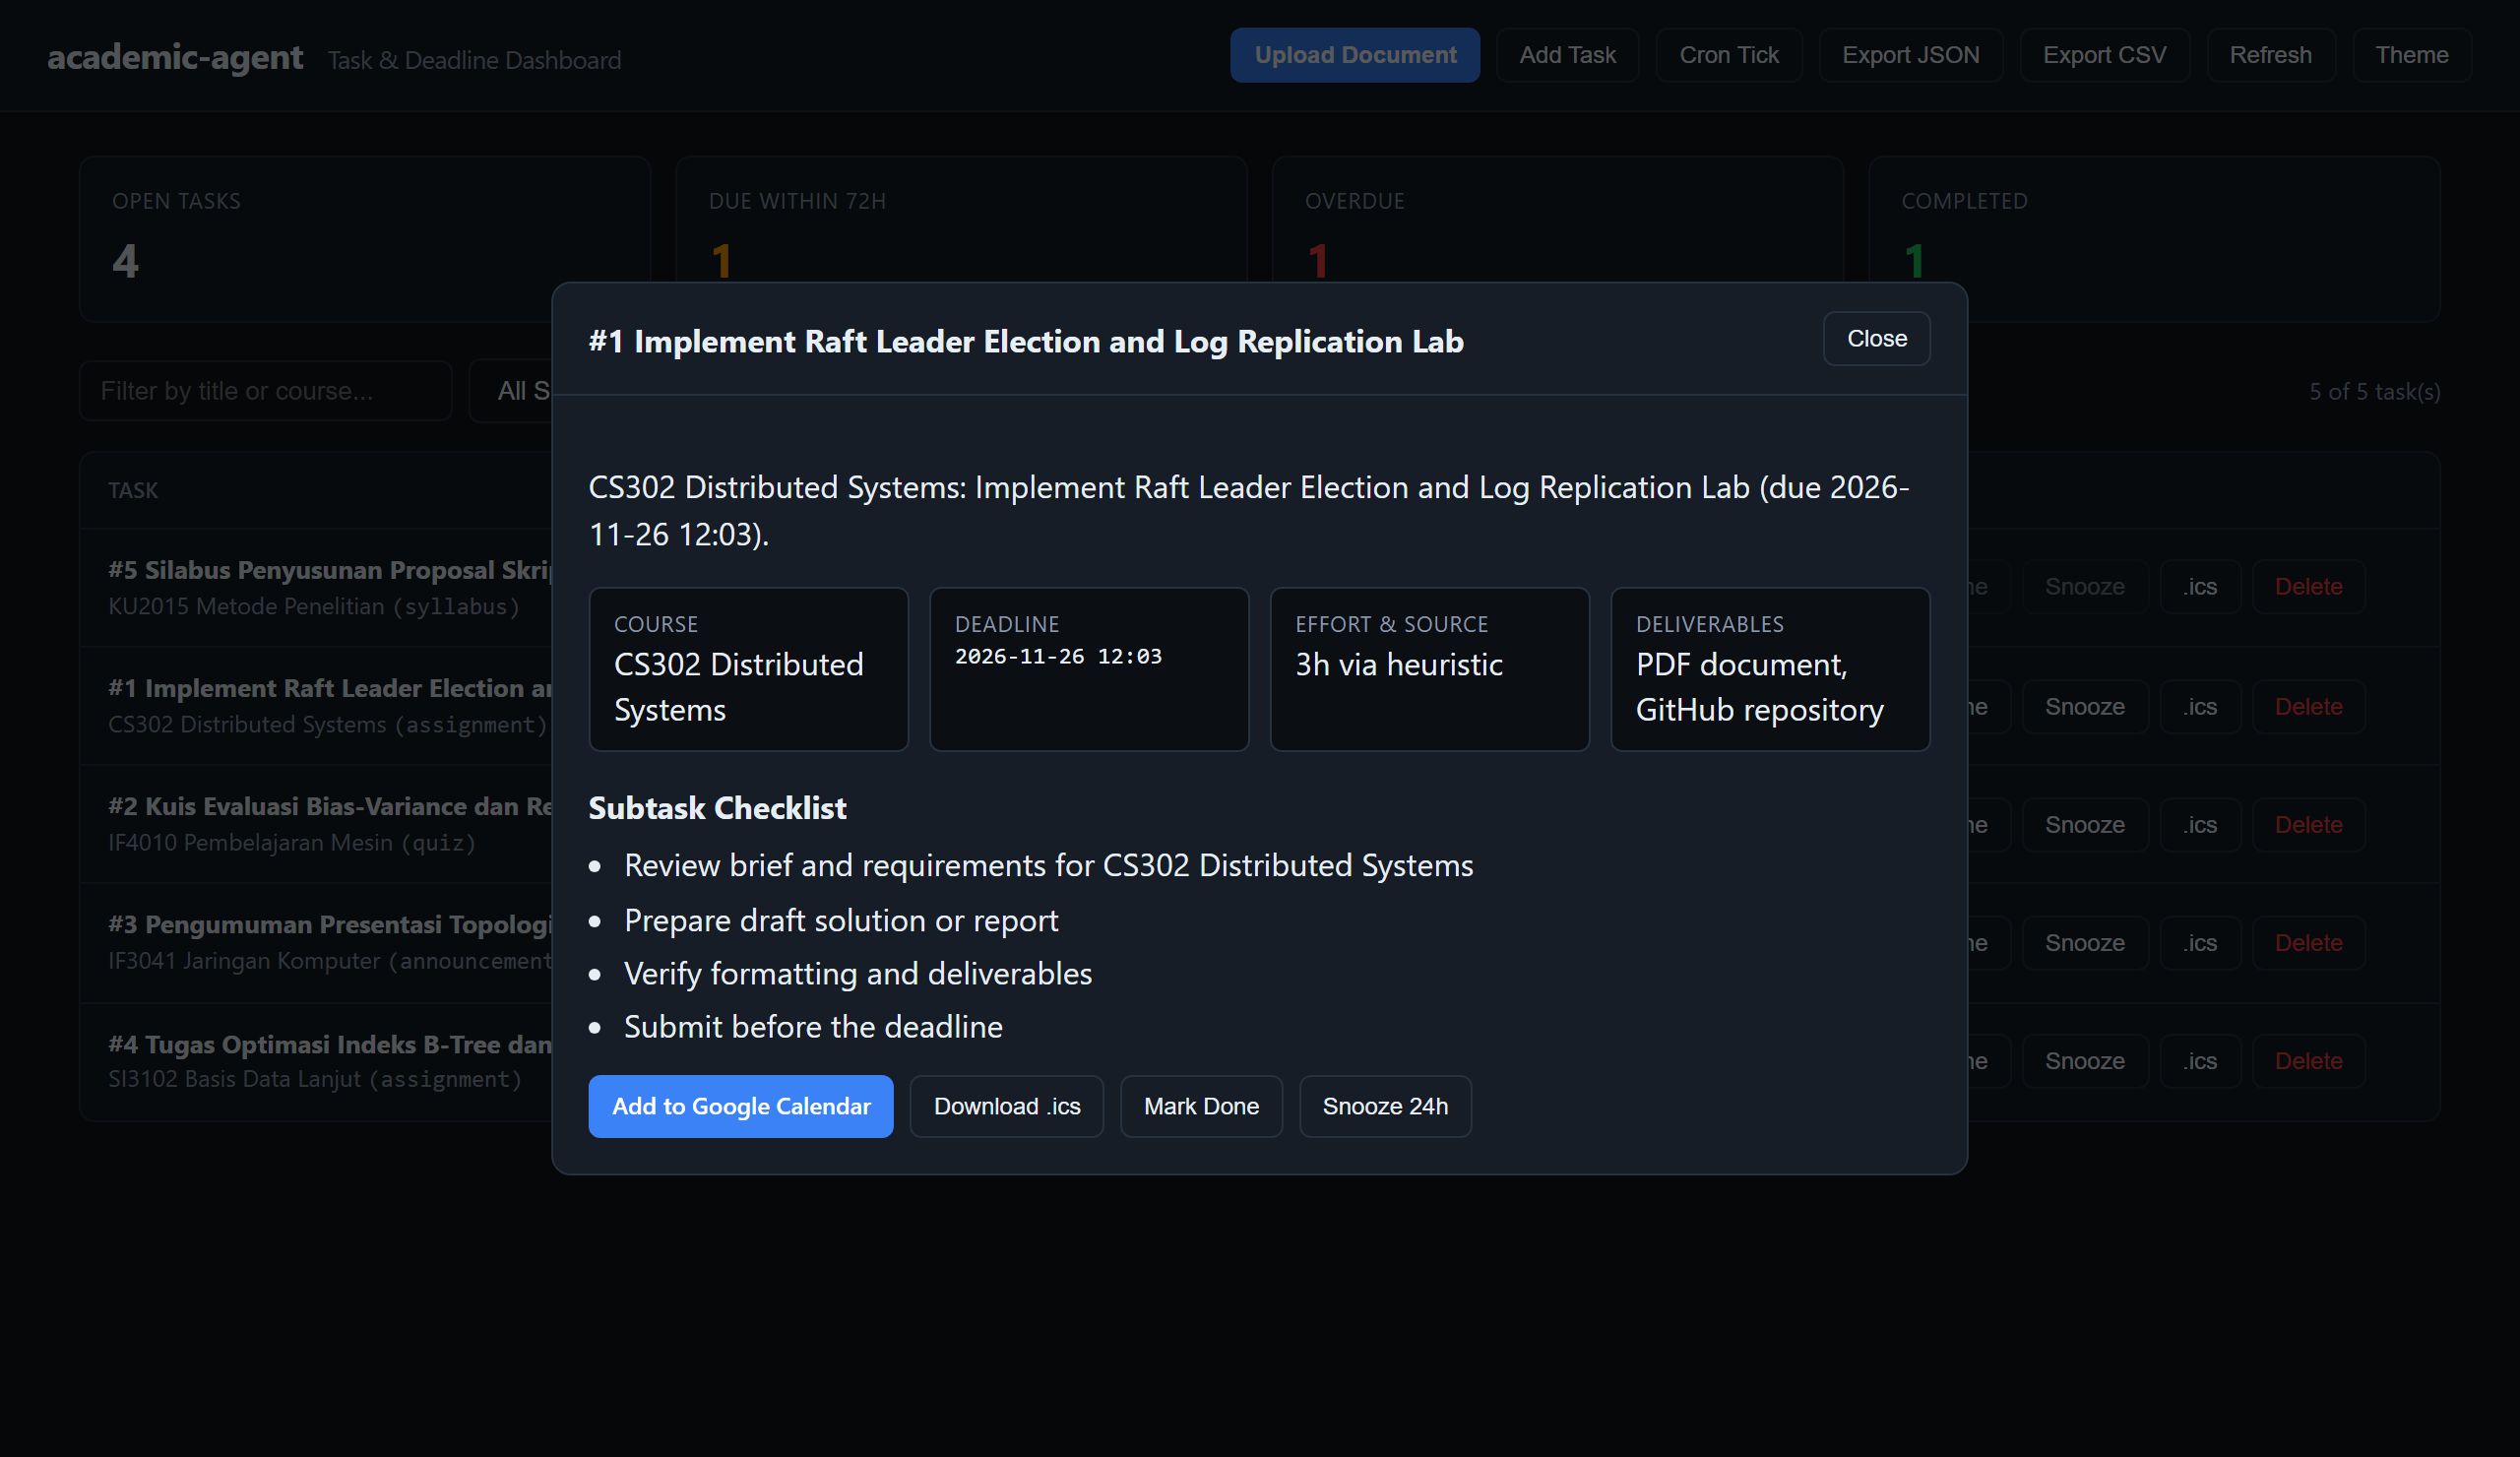 academic-agent Task & Deadline Dashboard
Upload Document Add Task Cron Tick Export JSON Export CSV Refresh Theme
OPEN TASKS DUE WITHIN 72H OVERDUE COMPLETED
4 1 1 1
#1 Implement Raft Leader Election and Log Replication Lab Close
Filter by title or course... All S
5 of 5 task(s)
CS302 Distributed Systems: Implement Raft Leader Election and Log Replication Lab (due 2026-
11-26 12:03).
COURSE
CS302 Distributed
Systems
DEADLINE
2026-11-26 12:03
EFFORT & SOURCE
3h via heuristic
DELIVERABLES
PDF document,
GitHub repository
Subtask Checklist
Review brief and requirements for CS302 Distributed Systems
Prepare draft solution or report
Verify formatting and deliverables
Submit before the deadline
Add to Google Calendar Download .ics Mark Done Snooze 24h
TASK
#5 Silabus Penyusunan Proposal
KU2015 Metode Penelitian (syllabus)
Snooze .ics Delete
#1 Implement Raft Leader Election
CS302 Distributed Systems (assignment)
Snooze .ics Delete
#2 Kuis Evaluasi Bias-Variance dan
IF4010 Pembelajaran Mesin (quiz)
Snooze .ics Delete
#3 Pengumuman Presentasi Topologi
IF3041 Jaringan Komputer (announcement
Snooze .ics Delete
#4 Tugas Optimasi Indeks B-Tree dan
SI3102 Basis Data Lanjut (assignment)
Snooze .ics Delete